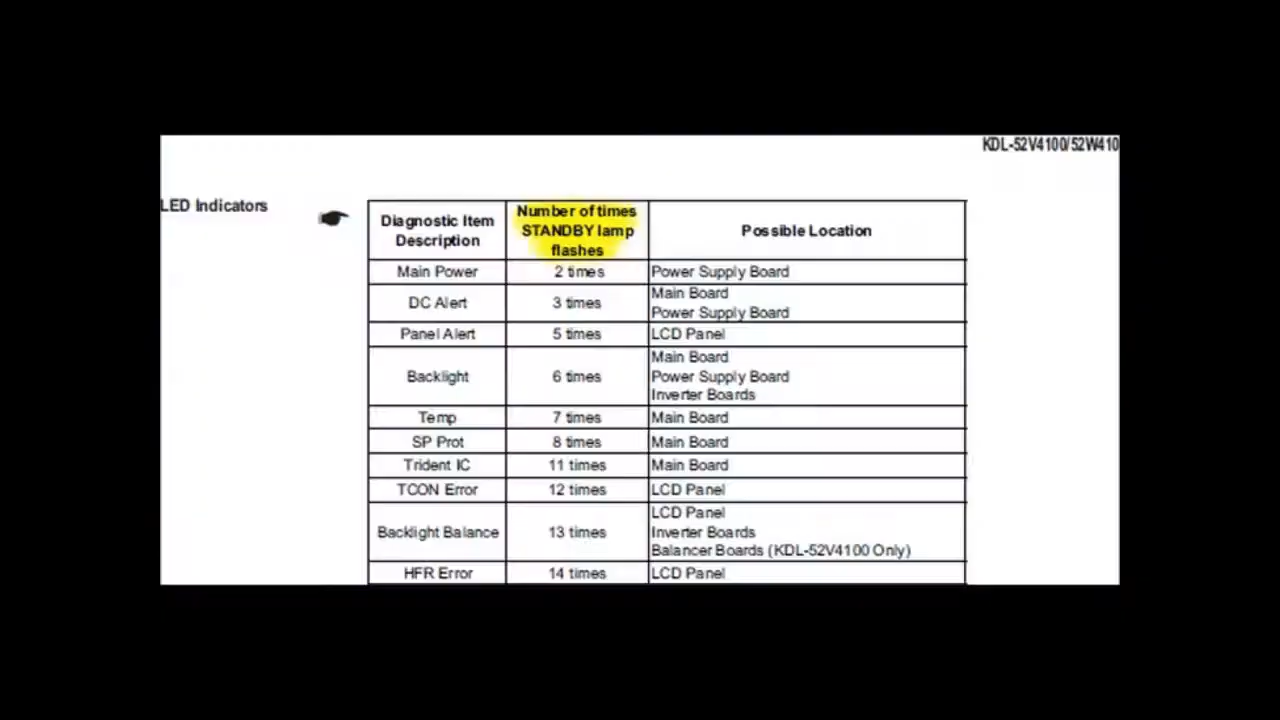 KDL-52V4100/52W410
LED Indicators
Diagnostic Item
Description
Number of times
STANDBY lamp
flashes
Possible Location
Main Power
2 times
Power Supply Board
DC Alert
3 times
Main Board
Power Supply Board
Panel Alert
5 times
LCD Panel
Backlight
6 times
Main Board
Power Supply Board
Inverter Boards
Temp
7 times
Main Board
SP Prot
8 times
Main Board
Trident IC
11 times
Main Board
TCON Error
12 times
LCD Panel
Backlight Balance
13 times
LCD Panel
Inverter Boards
Balancer Boards (KDL-52V4100 Only)
HFR Error
14 times
LCD Panel